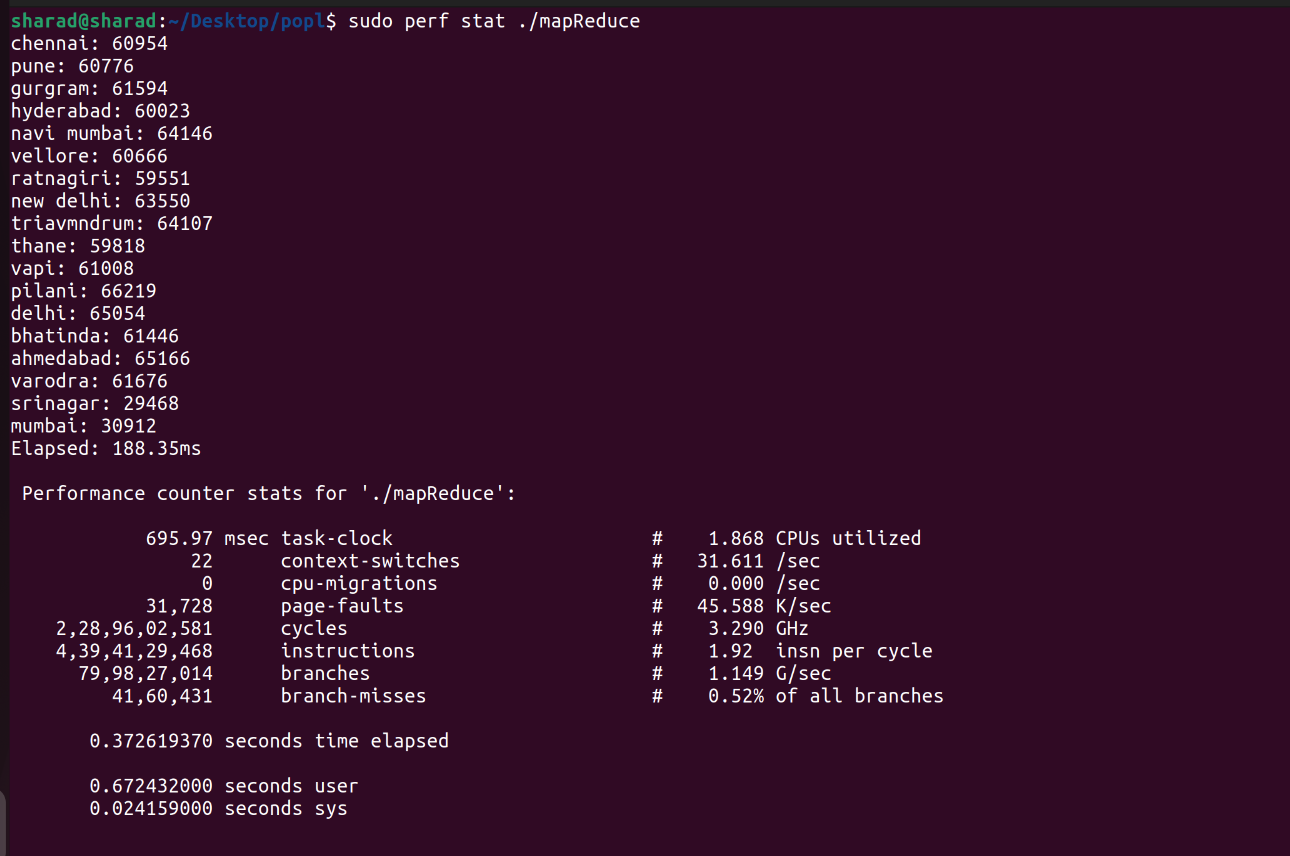 sharad@sharad:~/Desktop/popl$ sudo perf stat ./mapReduce
chennai: 60954
pune: 60776
gurgram: 61594
hyderabad: 60023
navi mumbai: 64146
vellore: 60666
ratnagiri: 59551
new delhi: 63550
triavmndrum: 64107
thane: 59818
vapi: 61008
pilani: 66219
delhi: 65054
bhatinda: 61446
ahmedabad: 65166
varodra: 61676
srinagar: 29468
mumbai: 30912
Elapsed: 188.35ms
Performance counter stats for './mapReduce':
695.97 msec task-clock # 1.868 CPUs utilized
22 context-switches # 31.611 /sec
0 cpu-migrations # 0.000 /sec
31,728 page-faults # 45.588 K/sec
2,28,96,02,581 cycles # 3.290 GHz
4,39,41,29,468 instructions # 1.92 insn per cycle
79,98,27,014 branches # 1.149 G/sec
41,60,431 branch-misses # 0.52% of all branches
0.372619370 seconds time elapsed
0.672432000 seconds user
0.024159000 seconds sys